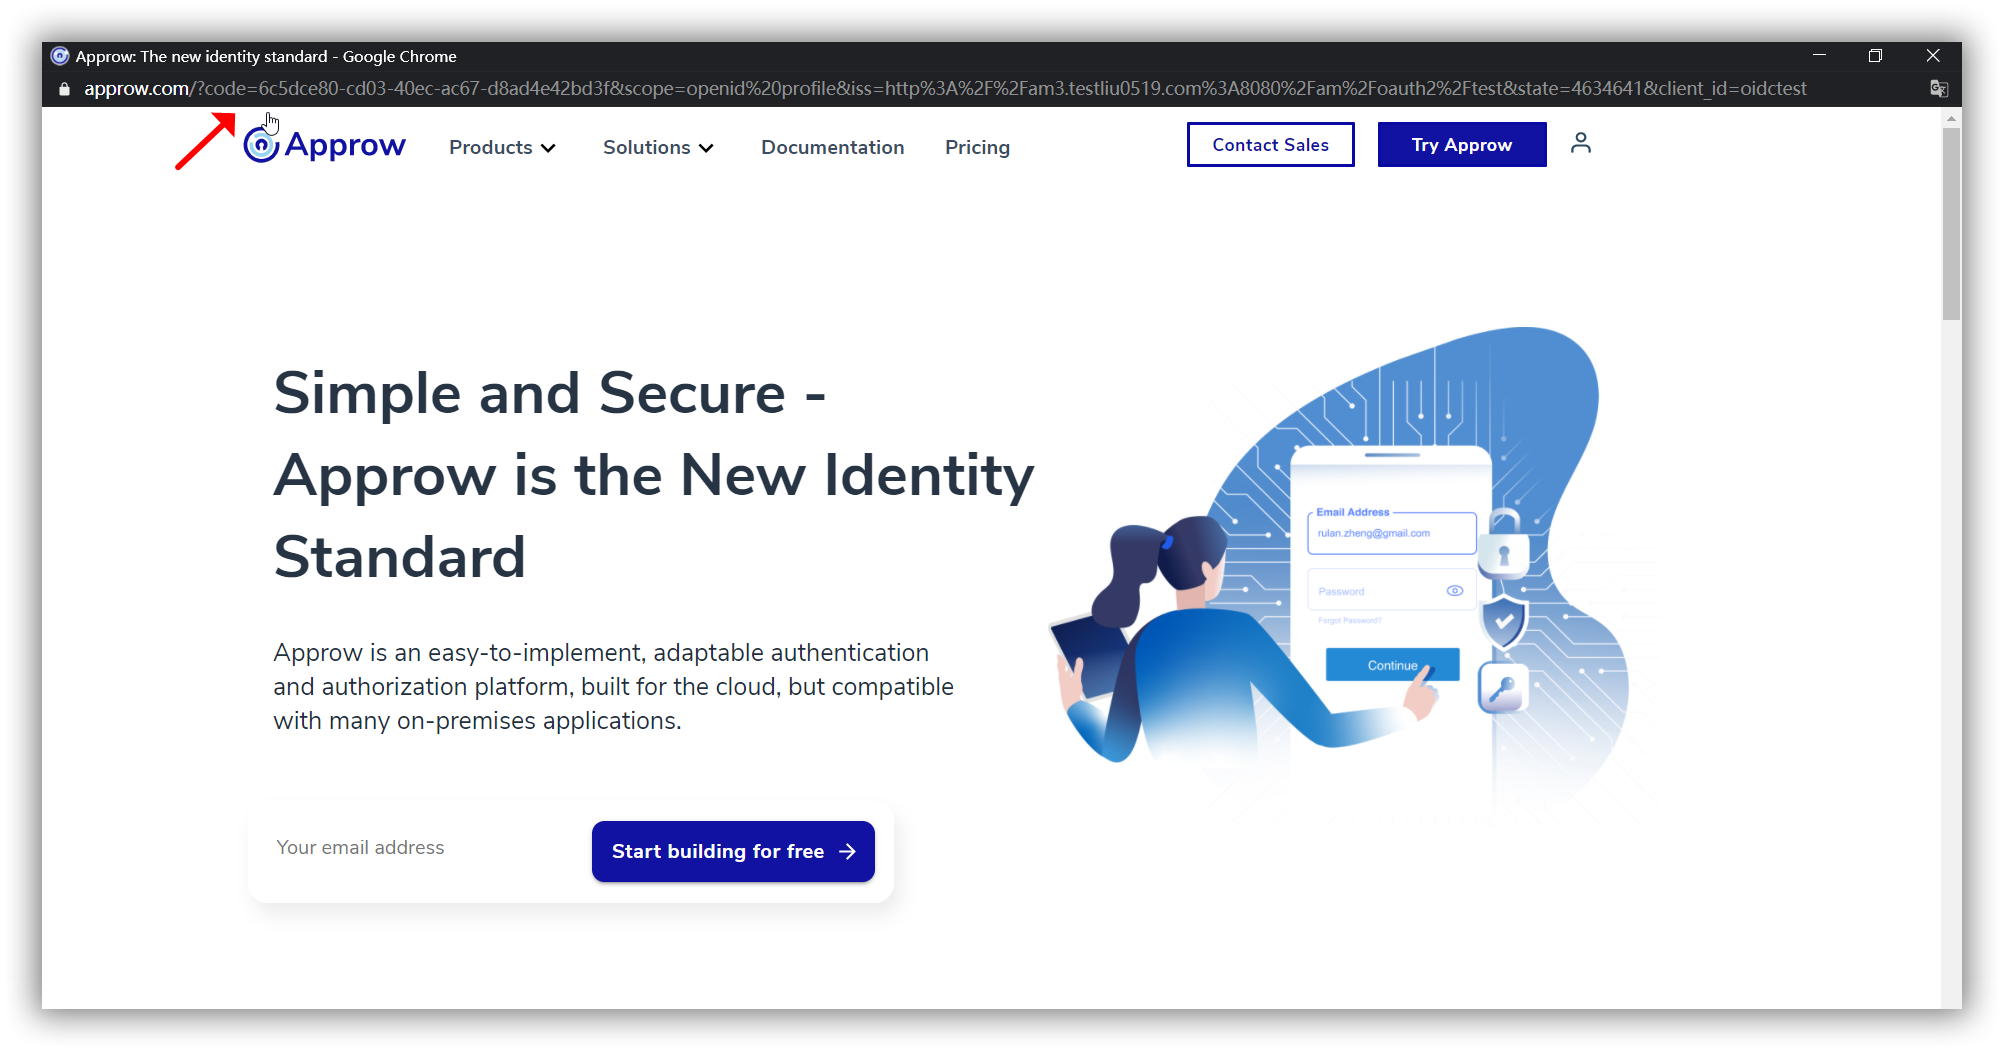 Approw: The new identity standard - Google Chrome
approw.com/?code=6c5dce80-cd03-40ec-ac67-d8ad4e42bd3f&scope=openid%20profile&iss=http%3A%2F%2Fam3.testliu0519.com%3A8080%2Fam%2Foauth2%2Ftest&state=4634641&client_id=oidctest
Approw Products Solutions Documentation Pricing Contact Sales Try Approw
Simple and Secure -
Approw is the New Identity
Standard
Approw is an easy-to-implement, adaptable authentication
and authorization platform, built for the cloud, but compatible
with many on-premises applications.
Your email address
Start building for free
Email Address
rulan.zheng@gmail.com
Password
Forgot Password?
Continue